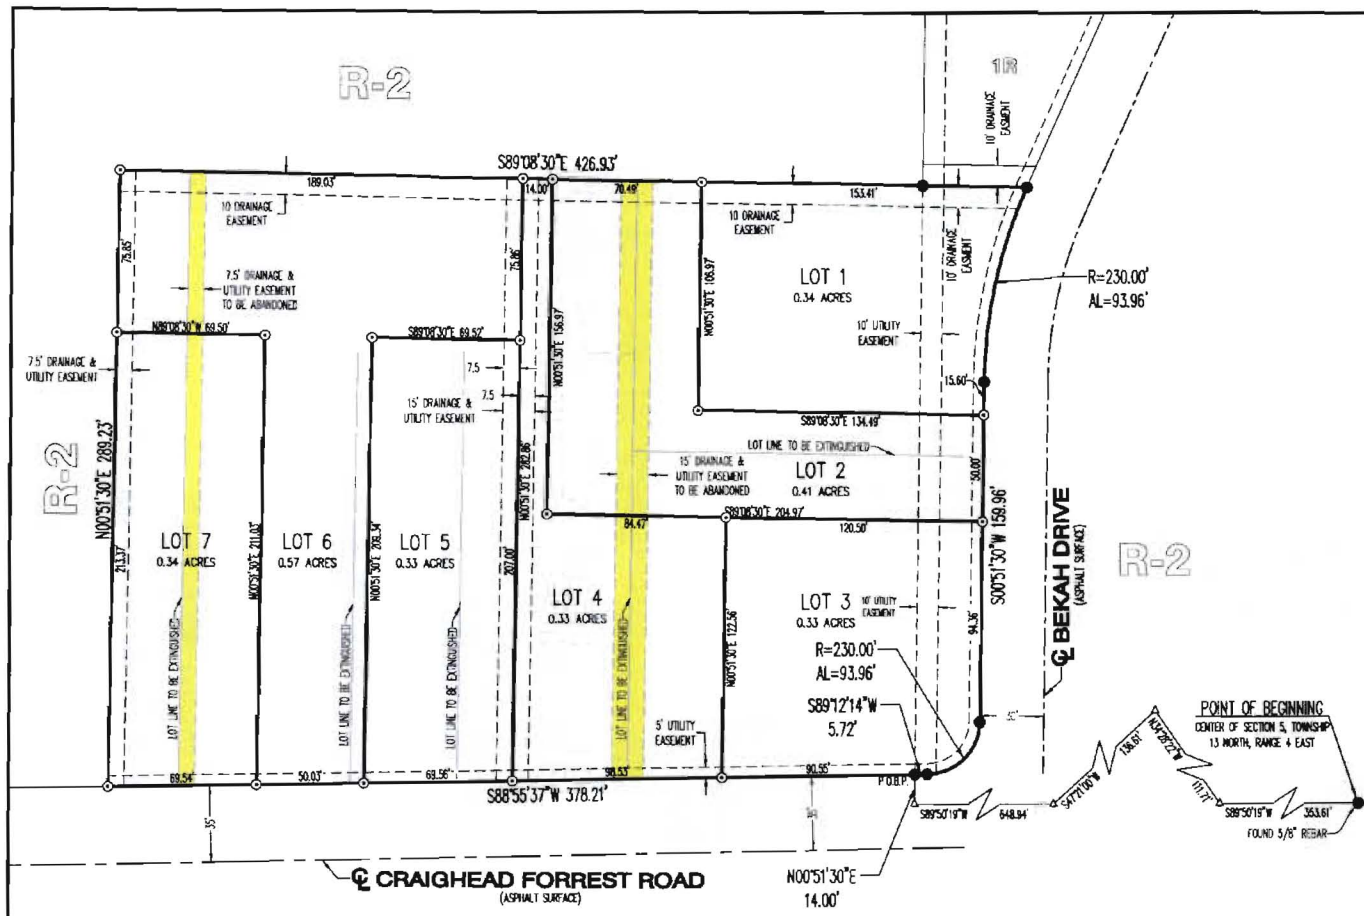 R-2
1R
10' DRAINAGE
EASMENT
S89°08'30"E 426.93'
189.03'
14.00'
70.49'
153.41'
10 DRAINAGE
EASEMENT
10 DRAINAGE
EASEMENT
10' DRAINAGE
EASMENT
75.85'
75.86'
7.5' DRAINAGE &
UTILITY EASEMENT
TO BE ABANDONED
N00°51'30"E 106.97'
LOT 1
0.34 ACRES
R=230.00'
AL=93.96'
N89°08'30"W 69.50'
S89°08'30"E 69.52'
N00°51'30"E 156.97'
10' UTILITY
EASEMENT
7.5' DRAINAGE &
UTILITY EASEMENT
7.5
7.5
15' DRAINAGE &
UTILITY EASEMENT
15.60'
S89°08'30"E 134.49'
LOT LINE TO BE EXTINGUISHED
R-2
N00°51'30"E 289.23'
N00°51'30"E 282.86'
15' DRAINAGE &
UTILITY EASEMENT
TO BE ABANDONED
LOT 2
0.41 ACRES
50.00'
S89°08'30"E 204.97'
84.47'
120.50'
S00°51'30"W 159.96'
BEKAH DRIVE
(ASPHALT SURFACE)
R-2
213.37'
LOT 7
0.34 ACRES
N00°51'30"E 211.03'
LOT 6
0.57 ACRES
N00°51'30"E 209.34'
LOT 5
0.33 ACRES
207.00'
LOT 4
0.33 ACRES
N00°51'30"E 122.56'
LOT 3
0.33 ACRES
10' UTILITY
EASEMENT
94.36'
LOT LINE TO BE EXTINGUISHED
LOT LINE TO BE EXTINGUISHED
LOT LINE TO BE EXTINGUISHED
LOT LINE TO BE EXTINGUISHED
R=230.00'
AL=93.96'
S89°12'14"W
5.72'
5' UTILITY
EASEMENT
POINT OF BEGINNING
CENTER OF SECTION 5, TOWNSHIP
13 NORTH, RANGE 4 EAST
N34°28'22"W
111.71'
S47°21'00"W
136.61'
69.54'
50.03'
69.56'
98.53'
90.55'
P.O.B.P.
S88°55'37"W 378.21'
S89°50'19"W 648.94'
S89°50'19"W 353.61'
FOUND 5/8" REBAR
35'
CRAIGHEAD FORREST ROAD
(ASPHALT SURFACE)
N00°51'30"E
14.00'